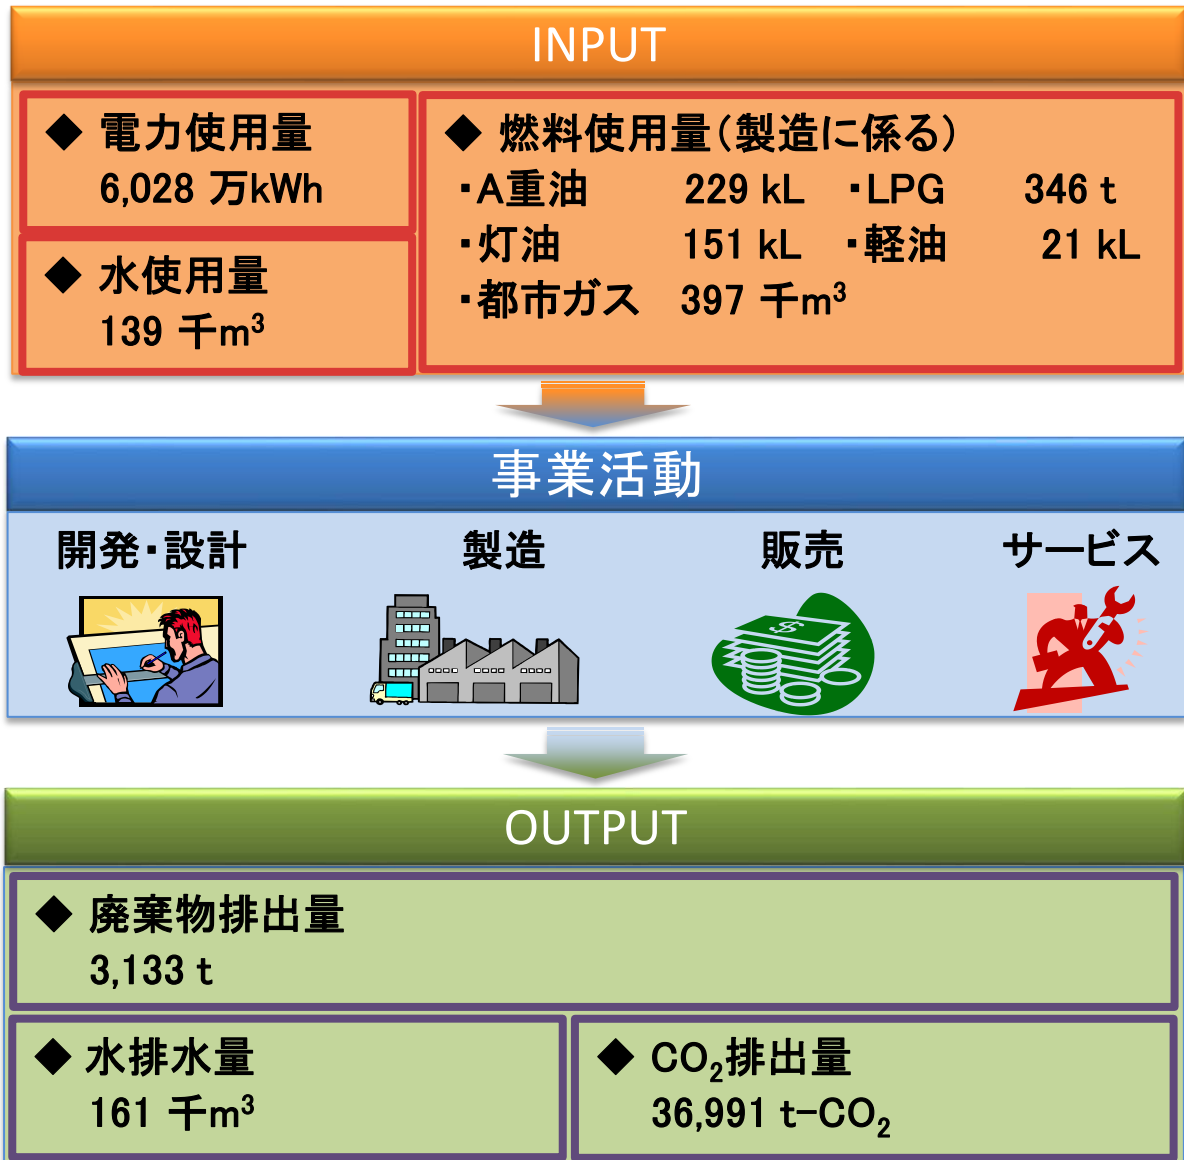 INPUT
◆ 電力使用量
6,028 万kWh
◆ 水使用量
139 千m³
◆ 燃料使用量(製造に係る)
・A重油 229 kL ・LPG 346 t
・灯油 151 kL ・軽油 21 kL
・都市ガス 397 千m³
事業活動
開発・設計 製造 販売 サービス
$
OUTPUT
◆ 廃棄物排出量
3,133 t
◆ 水排水量
161 千m³
◆ CO₂排出量
36,991 t-CO₂